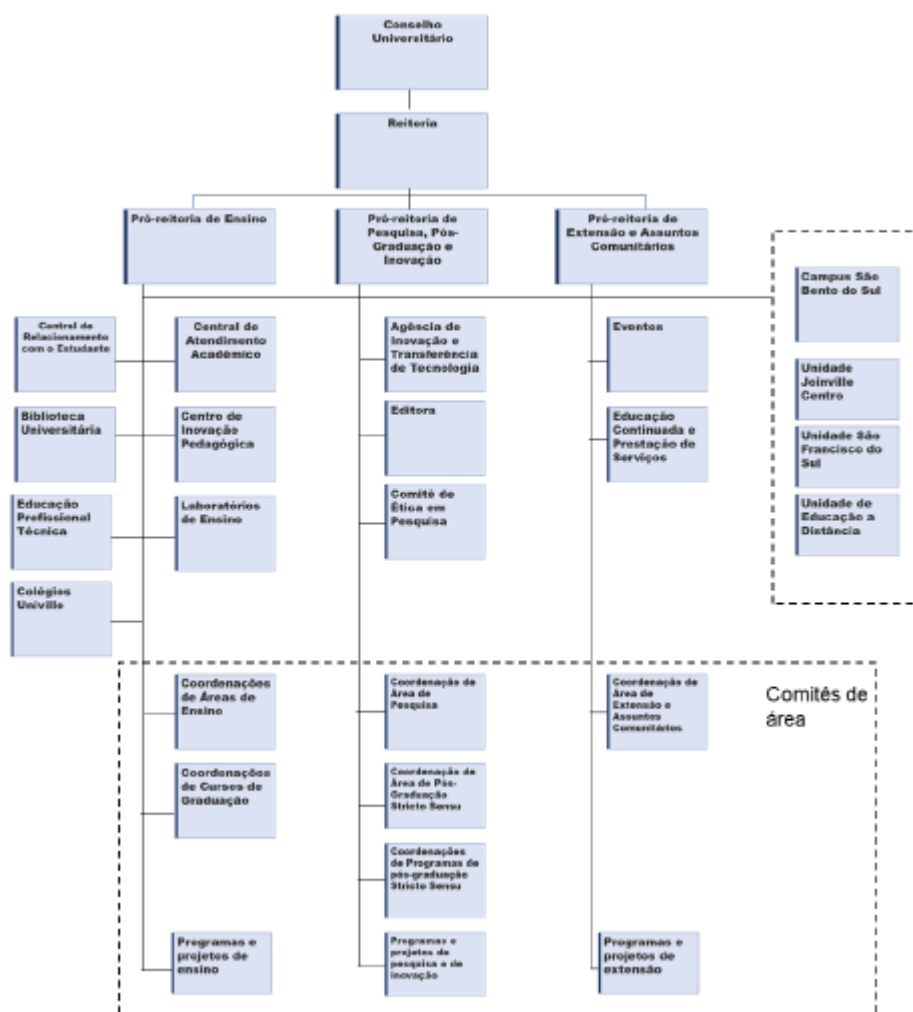 Conselho
Universitário
Reitoria
Pró-reitoria de Ensino
Pró-reitoria de
Pesquisa, Pós-
Graduação e
Inovação
Pró-reitoria de
Extensão e Assuntos
Comunitários
Campus São
Bento do Sul
Unidade
Joinville
Centro
Unidade São
Francisco do
Sul
Unidade de
Educação a
Distância
Central de
Relacionamento
com o Estudante
Central de
Atendimento
Acadêmico
Agência de
Inovação e
Transferência
de Tecnologia
Eventos
Biblioteca
Universitária
Centro de
Inovação
Pedagógica
Editora
Educação
Continuada e
Prestação de
Serviços
Educação
Profissional
Técnica
Laboratórios
de Ensino
Comitê de
Ética em
Pesquisa
Colégios
Univille
Comitês de
área
Coordenações
de Áreas de
Ensino
Coordenação de
Área de
Pesquisa
Coordenação de
Área de
Extensão e
Assuntos
Comunitários
Coordenações
de Cursos de
Graduação
Coordenação de
Área de Pós-
Graduação
Stricto Sensu
Coordenações
de Programas de
pós-graduação
Stricto Sensu
Programas e
projetos de
ensino
Programas e
projetos de
pesquisa e de
Inovação
Programas e
projetos de
extensão